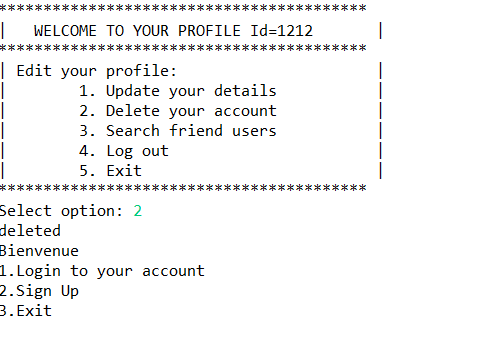 *****************************************
|   WELCOME TO YOUR PROFILE Id=1212       |
*****************************************
| Edit your profile:                      |
|        1. Update your details           |
|        2. Delete your account           |
|        3. Search friend users           |
|        4. Log out                       |
|        5. Exit                          |
*****************************************
Select option: 2
deleted
Bienvenue
1.Login to your account
2.Sign Up
3.Exit